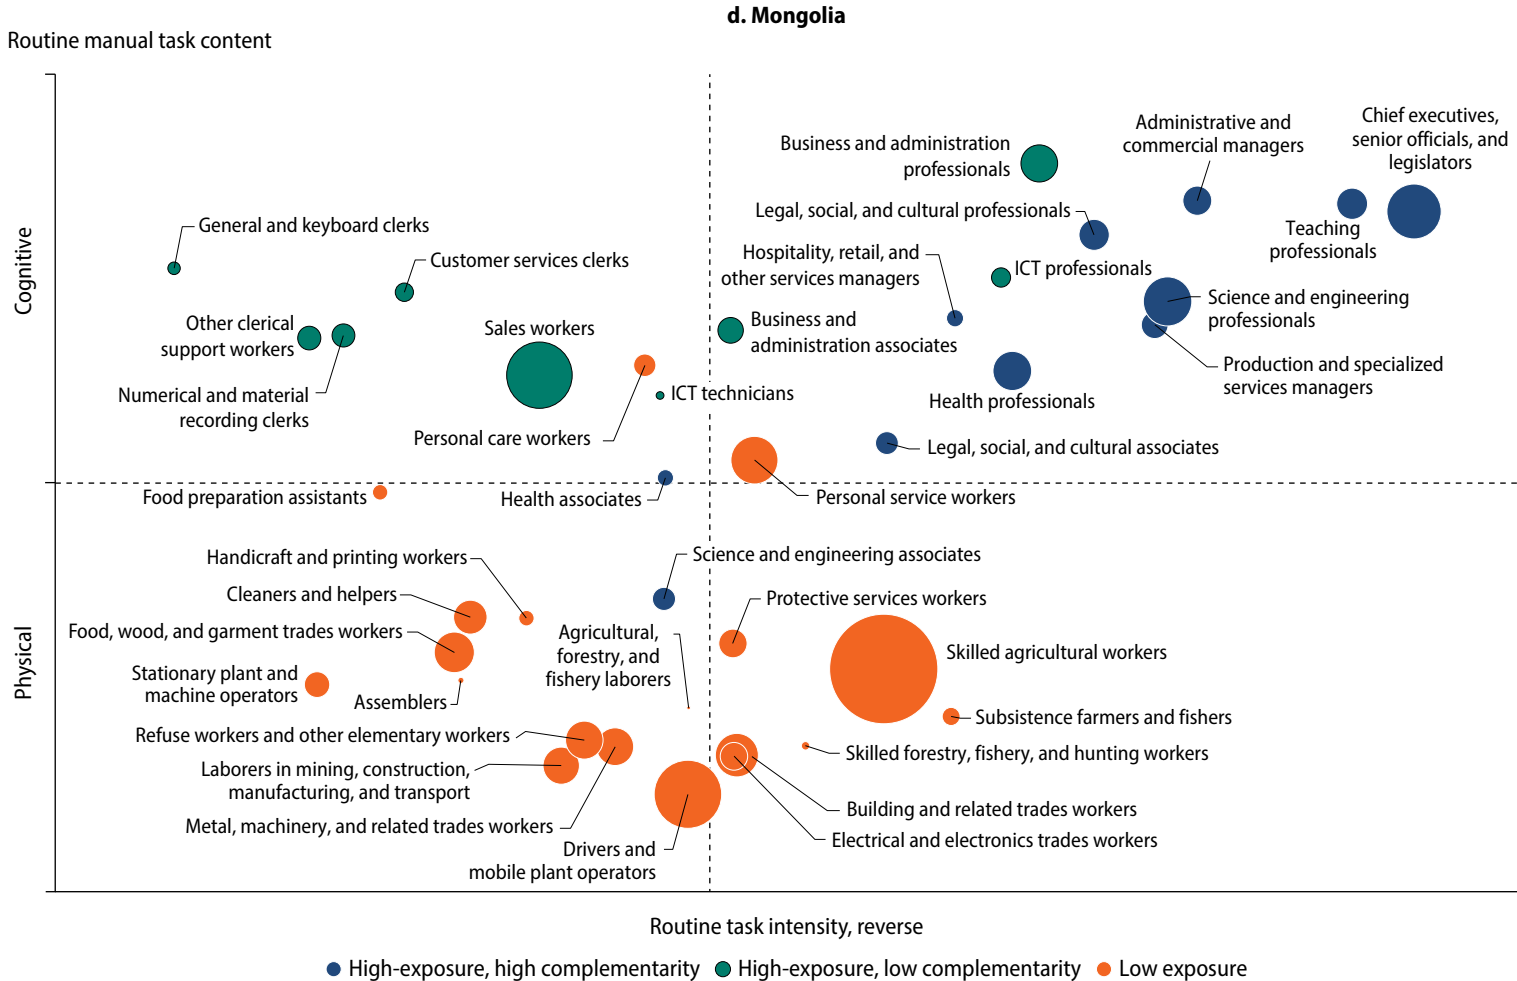 d. Mongolia
Routine manual task content
Cognitive
Physical
Chief executives,
senior officials, and
legislators
Administrative and
commercial managers
Business and administration
professionals
Legal, social, and cultural professionals
Teaching
professionals
General and keyboard clerks
Customer services clerks
Hospitality, retail, and
other services managers
ICT professionals
Science and engineering
professionals
Other clerical
support workers
Sales workers
Business and
administration associates
Production and specialized
services managers
Numerical and material
recording clerks
ICT technicians
Health professionals
Personal care workers
Legal, social, and cultural associates
Food preparation assistants
Health associates
Personal service workers
Handicraft and printing workers
Science and engineering associates
Cleaners and helpers
Protective services workers
Food, wood, and garment trades workers
Agricultural,
forestry, and
fishery laborers
Skilled agricultural workers
Stationary plant and
machine operators
Assemblers
Subsistence farmers and fishers
Refuse workers and other elementary workers
Skilled forestry, fishery, and hunting workers
Laborers in mining, construction,
manufacturing, and transport
Building and related trades workers
Metal, machinery, and related trades workers
Electrical and electronics trades workers
Drivers and
mobile plant operators
Routine task intensity, reverse
High-exposure, high complementarity
High-exposure, low complementarity
Low exposure